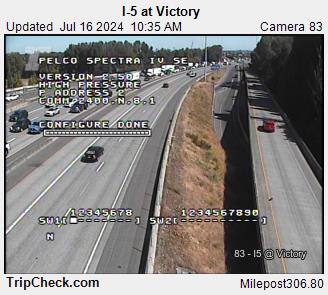 I-5 at Victory
Updated Jul 16 2024 10:35 AM Camera 83
PELCO SPECTRA IV SE
VERSION 2.50
HIGH PRESSURE
P ADDRESS 2
COMM:2400,N,8,1
CONFIGURE DONE
12345678 1234567890
SW1[ ] SW2[ ]
N
83 - I5 @ Victory
TripCheck.com Milepost306.80